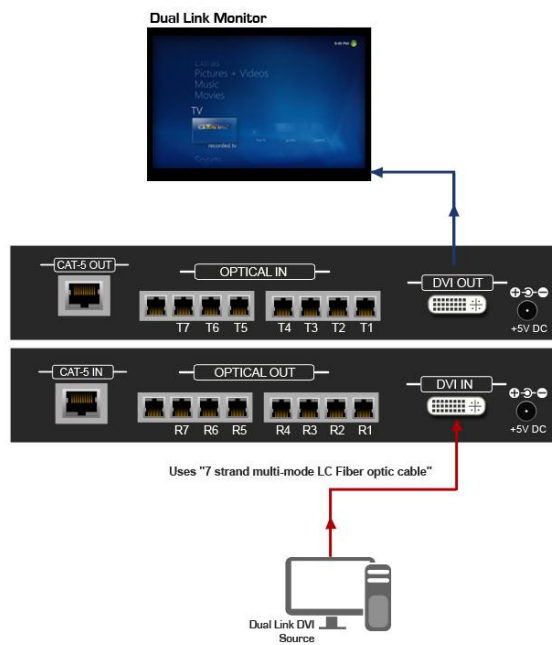 Dual Link Monitor
Pictures + Videos
Music
Movies
TV
recorded tv
CAT-5 OUT
OPTICAL IN
DVI OUT
T7 T6 T5 T4 T3 T2 T1
+5V DC
CAT-5 IN
OPTICAL OUT
DVI IN
R7 R6 R5 R4 R3 R2 R1
+5V DC
Uses "7 strand multi-mode LC Fiber optic cable"
Dual Link DVI
Source